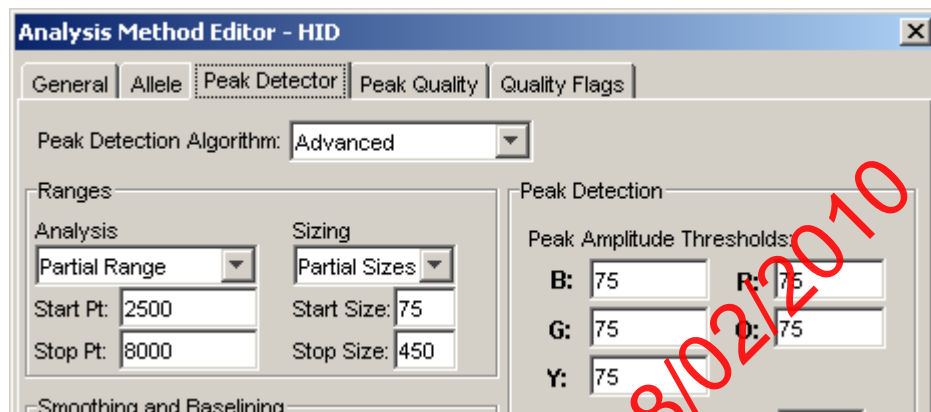 Analysis Method Editor - HID
General Allele Peak Detector Peak Quality Quality Flags
Peak Detection Algorithm: Advanced
Ranges
Analysis Sizing
Partial Range Partial Sizes
Start Pt: 2500 Start Size: 75
Stop Pt: 8000 Stop Size: 450
Smoothing and Baselining
Peak Detection
Peak Amplitude Thresholds:
B: 75 R: 75
G: 75 O: 75
Y: 75
8/02/2010